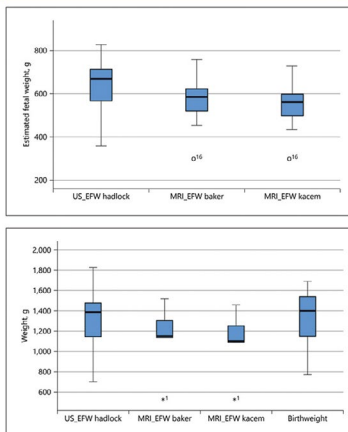 Estimated fetal weight, g
800
600
400
200
o16
o16
US_EFW hadlock
MRI_EFW baker
MRI_EFW kacem
Weight, g
2,000
1,800
1,600
1,400
1,200
1,000
800
600
*1
*1
US_EFW hadlock
MRI_EFW baker
MRI_EFW kacem
Birthweight